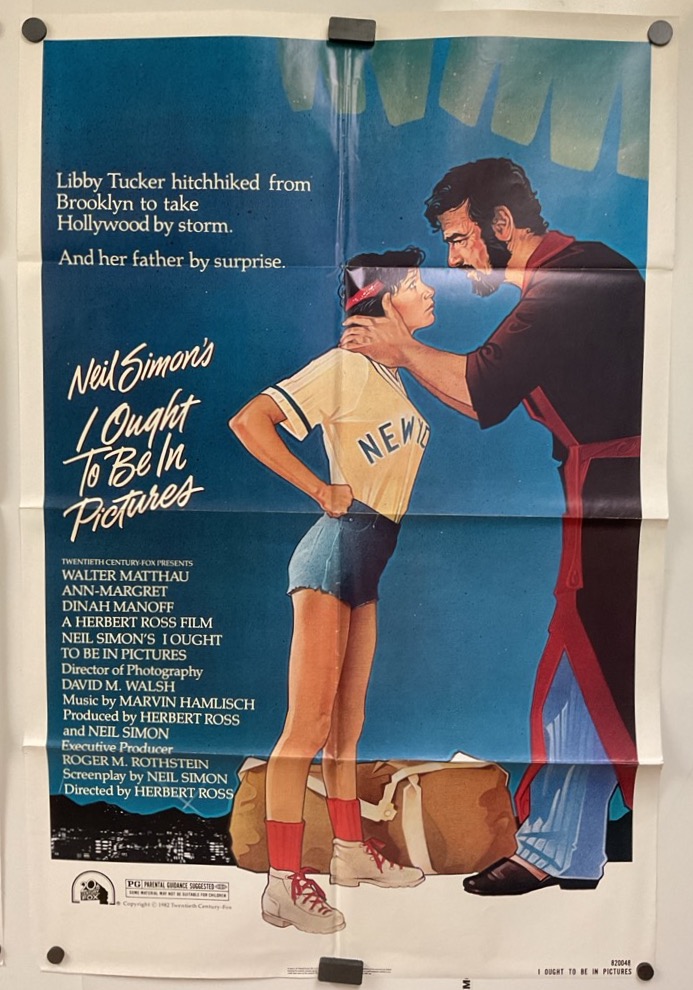 Libby Tucker hitchhiked from
Brooklyn to take
Hollywood by storm.
And her father by surprise.
Neil Simon's
I Ought
To Be In
Pictures
NEW
TWENTIETH CENTURY-FOX PRESENTS
WALTER MATTHAU
ANN-MARGRET
DINAH MANOFF
A HERBERT ROSS FILM
NEIL SIMON'S I OUGHT
TO BE IN PICTURES
Director of Photography
DAVID M. WALSH
Music by MARVIN HAMLISCH
Produced by HERBERT ROSS
and NEIL SIMON
Executive Producer
ROGER M. ROTHSTEIN
Screenplay by NEIL SIMON
Directed by HERBERT ROSS
FOX
PG PARENTAL GUIDANCE SUGGESTED
SOME MATERIAL MAY NOT BE SUITABLE FOR CHILDREN
Copyright © 1982 Twentieth Century-Fox
820048
I OUGHT TO BE IN PICTURES
M